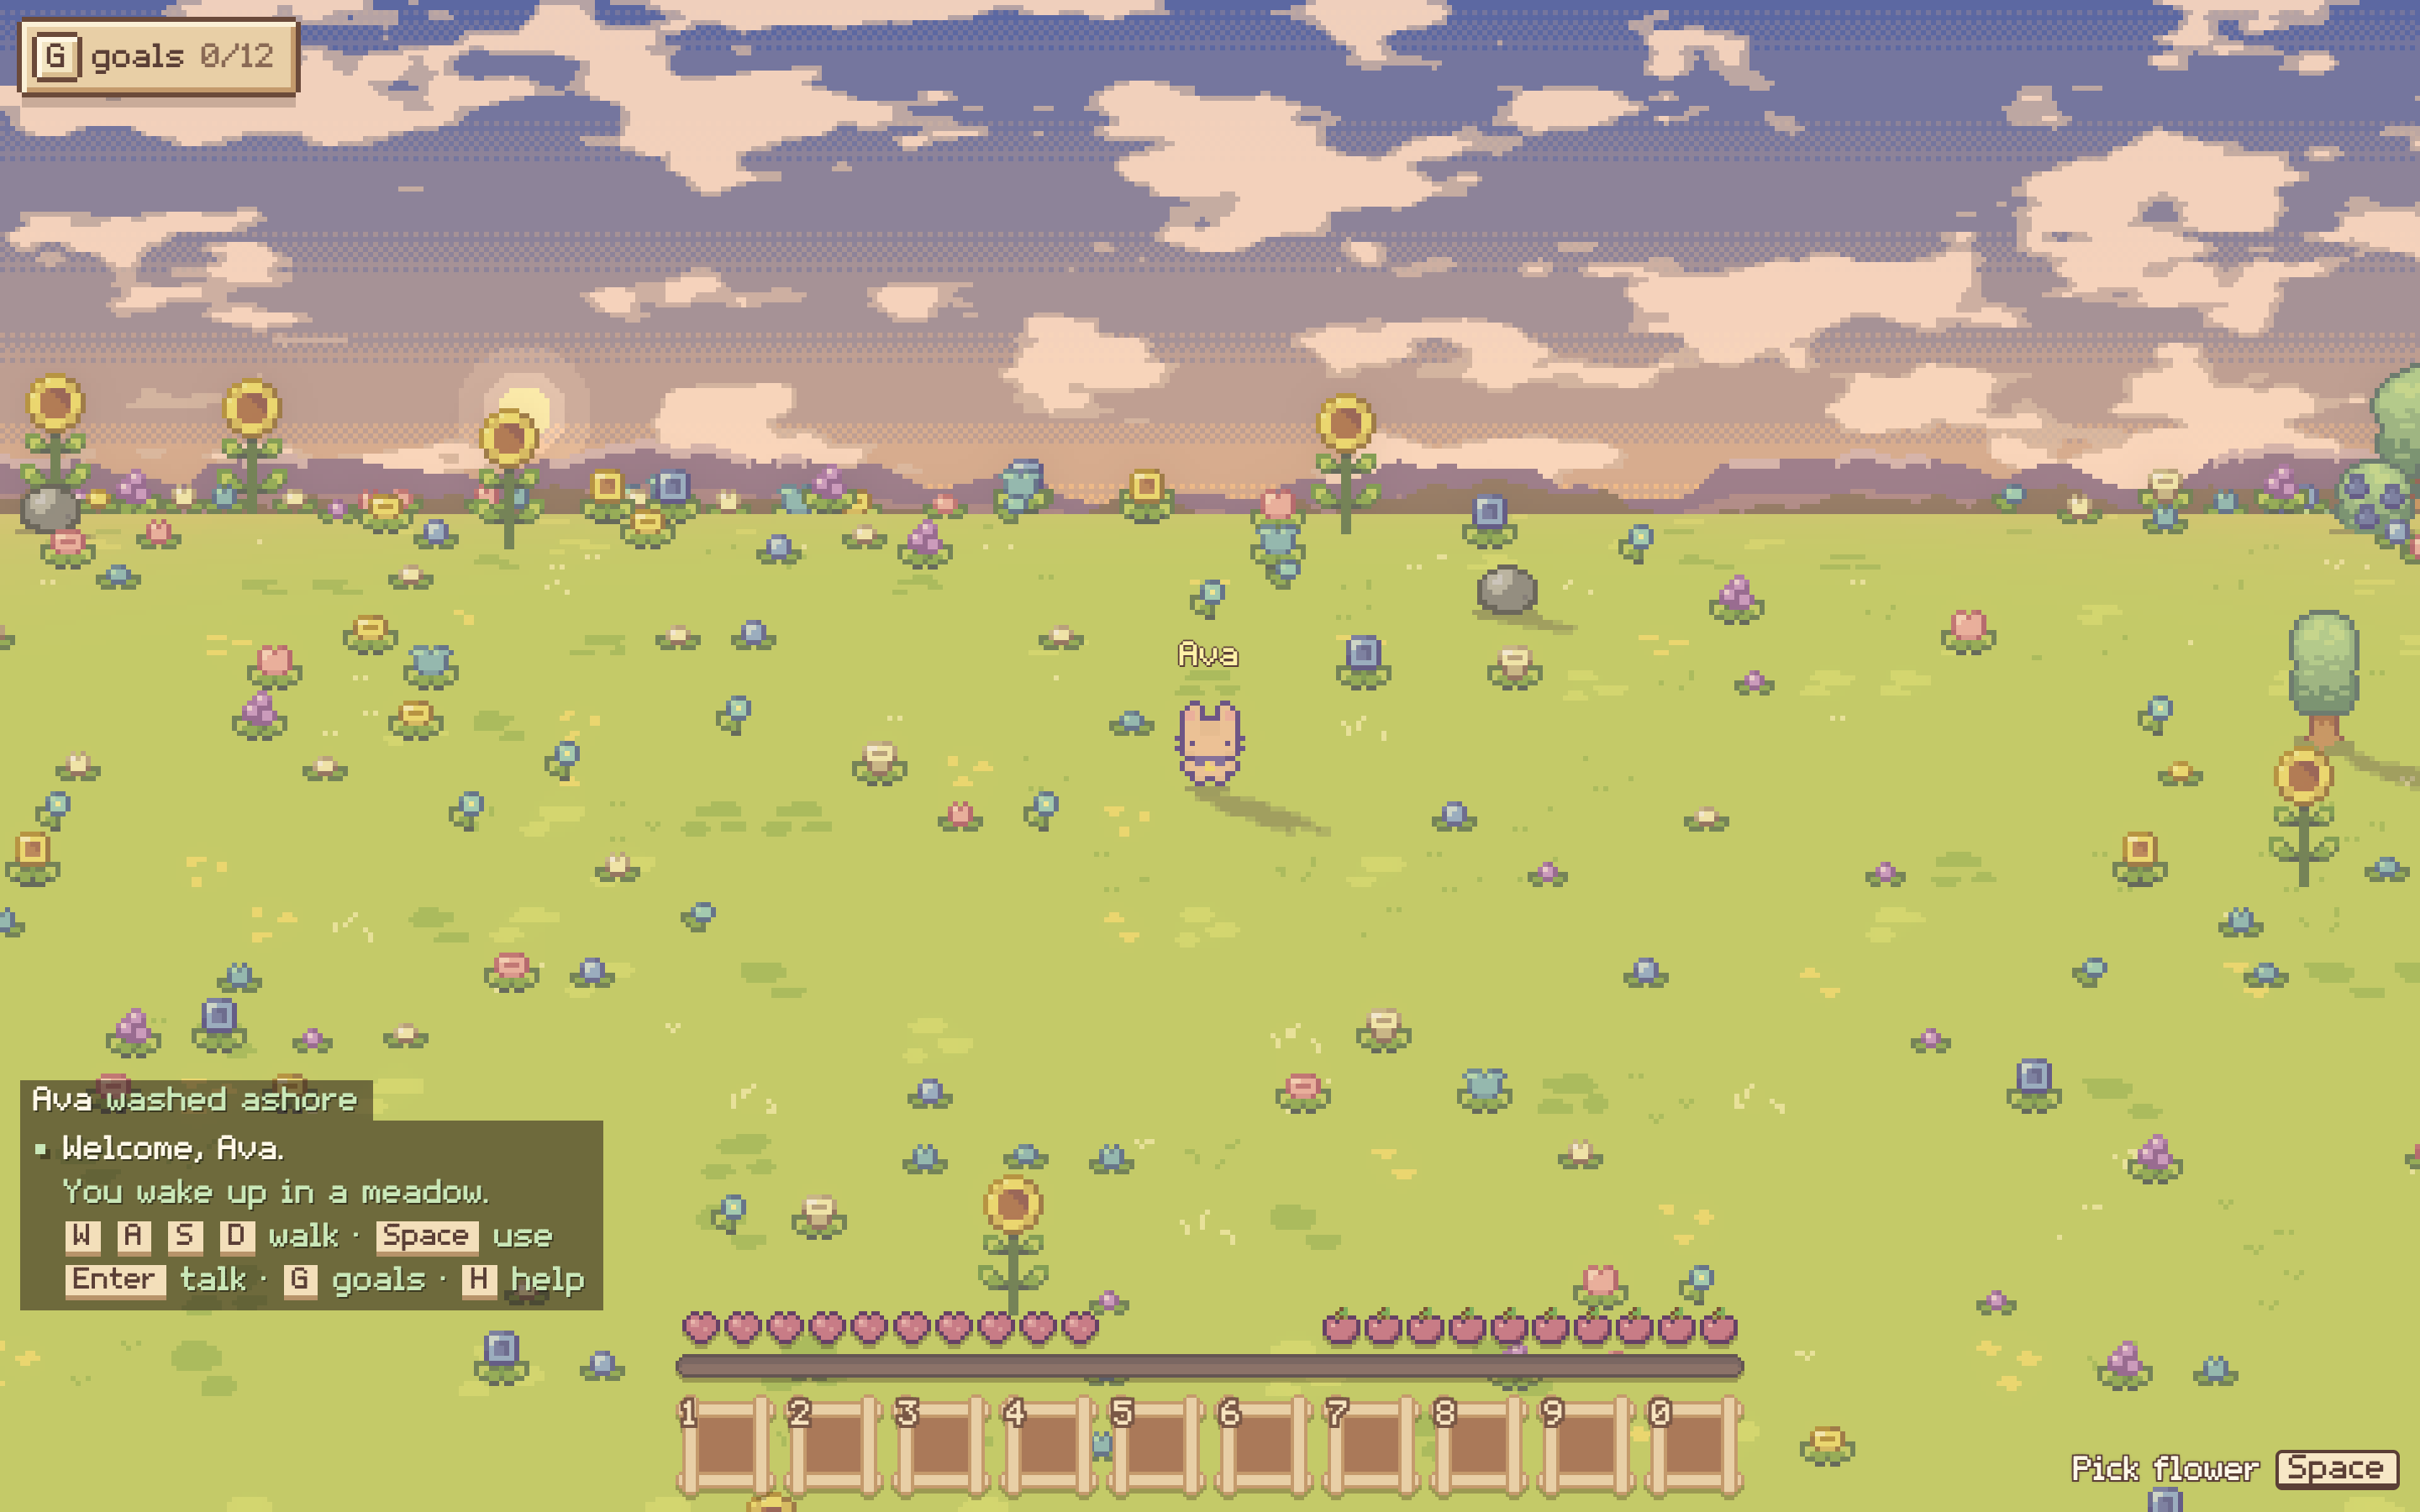 G goals 0/12
Ava
Ava washed ashore
Welcome, Ava.
You wake up in a meadow.
W A S D walk · Space use
Enter talk · G goals · H help
1 2 3 4 5 6 7 8 9 0
Pick flower Space